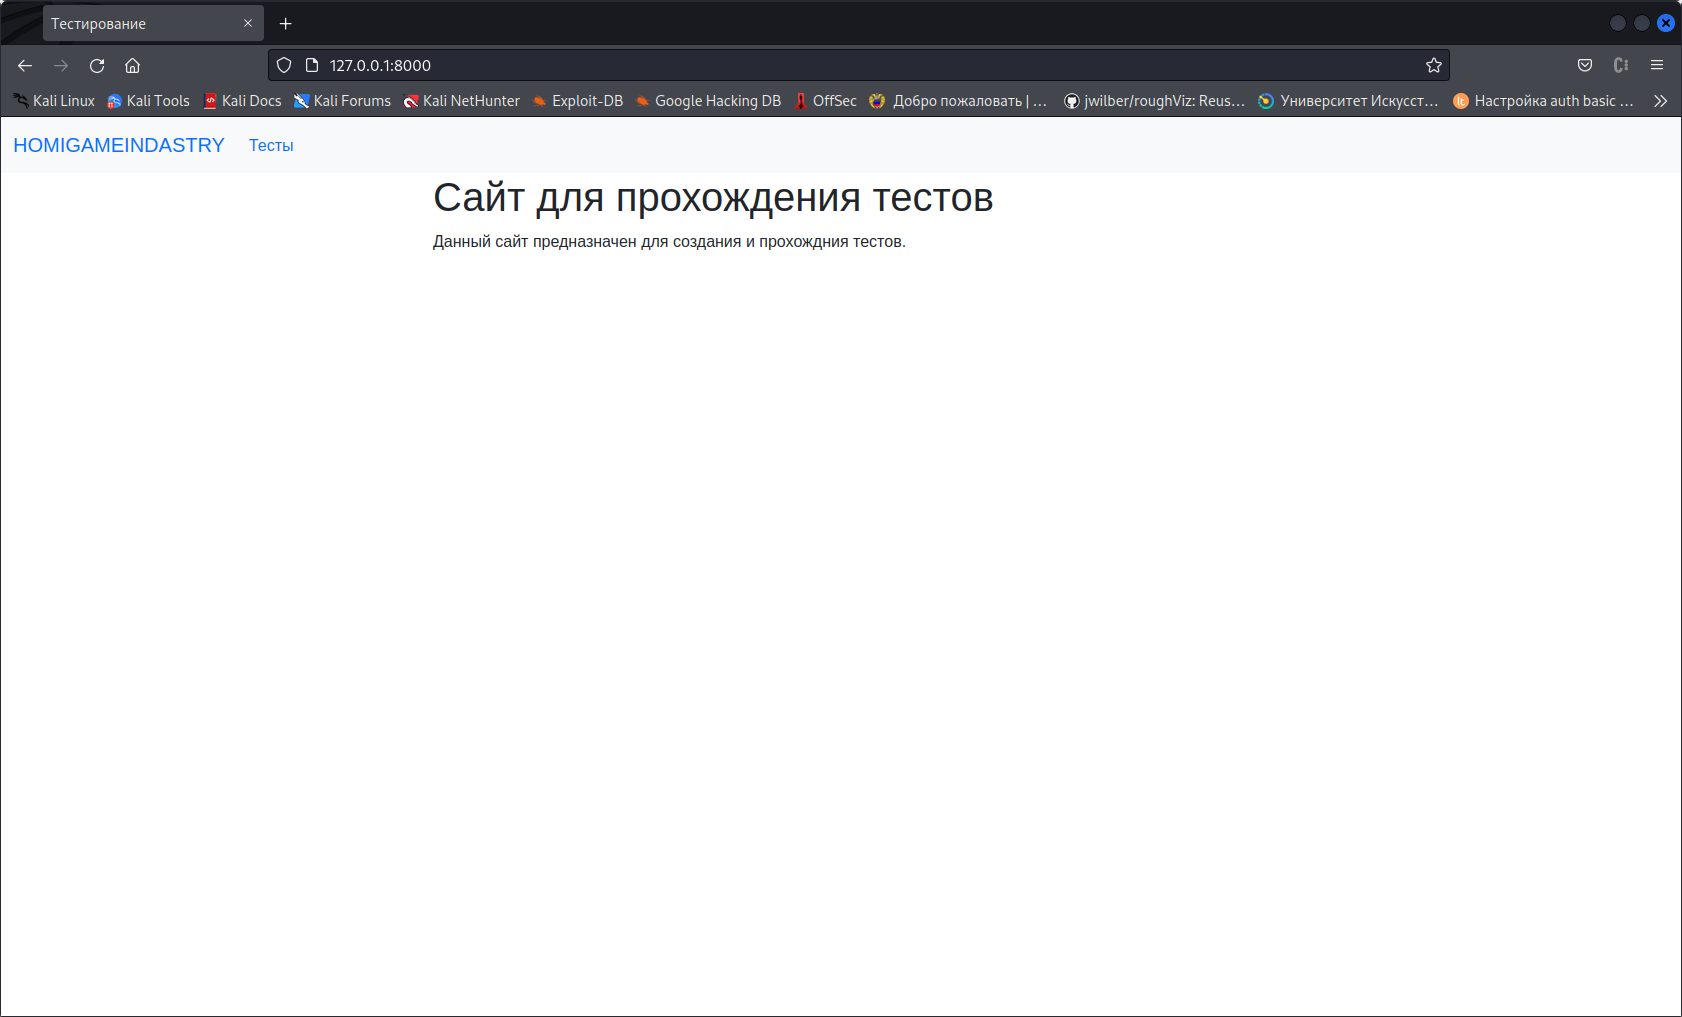 Тестирование
127.0.0.1:8000
Kali Linux Kali Tools Kali Docs Kali Forums Kali NetHunter Exploit-DB Google Hacking DB OffSec Добро пожаловать | ... jwilber/roughViz: Reus... Университет Искусст... Настройка auth basic ...
HOMIGAMEINDASTRY Тесты
Сайт для прохождения тестов
Данный сайт предназначен для создания и прохождния тестов.